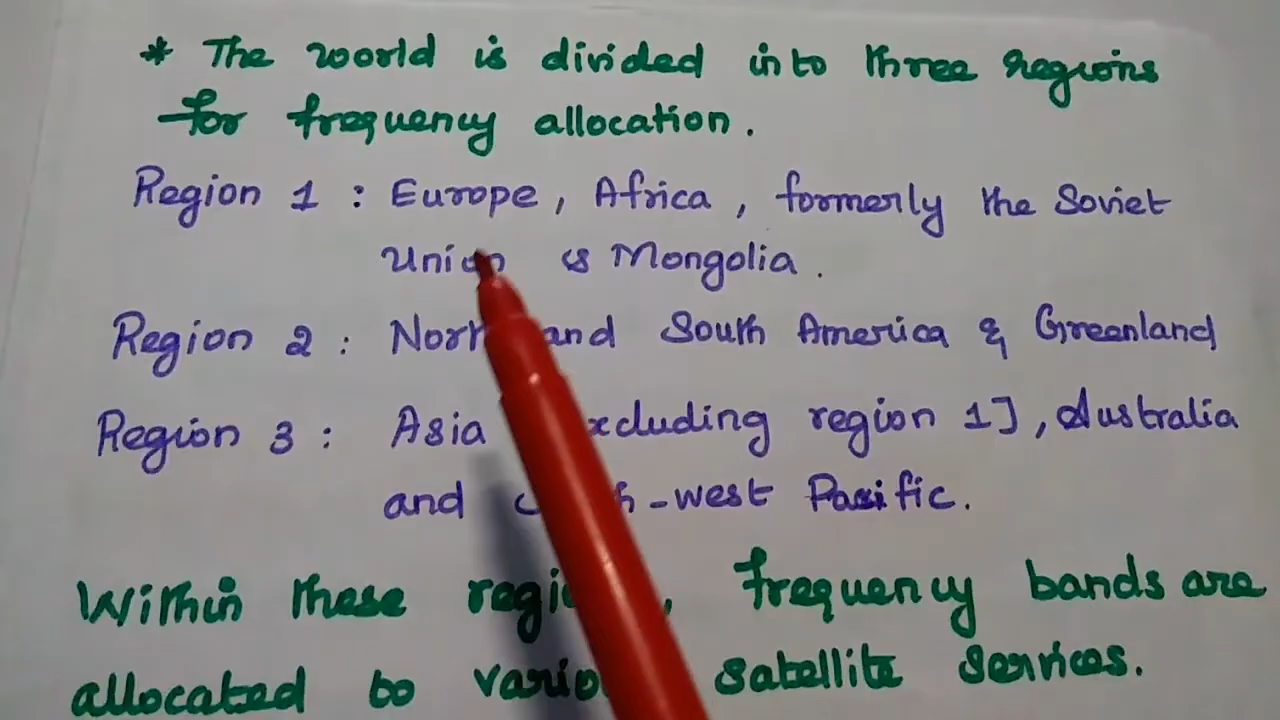 * The world is divided into three regions
for frequency allocation.
Region 1 : Europe, Africa, formerly the Soviet
Union & Mongolia.
Region 2 : and South America & Greenland
Region 3 : Asia region 1], Australia
and -west Pacific.
Within these , frequency bands are
allocated to satellite services.